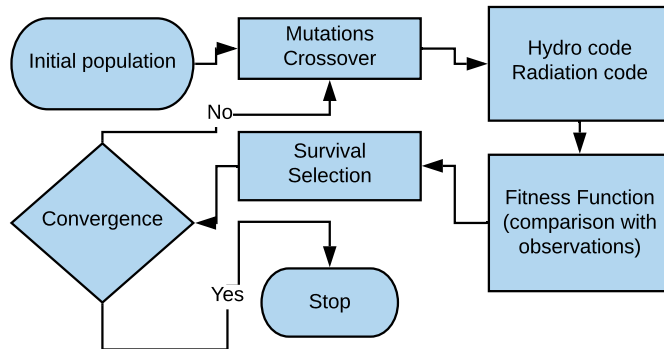 Initial population
Mutations
Crossover
Hydro code
Radiation code
No
Survival
Selection
Fitness Function
(comparison with
observations)
Convergence
Yes
Stop